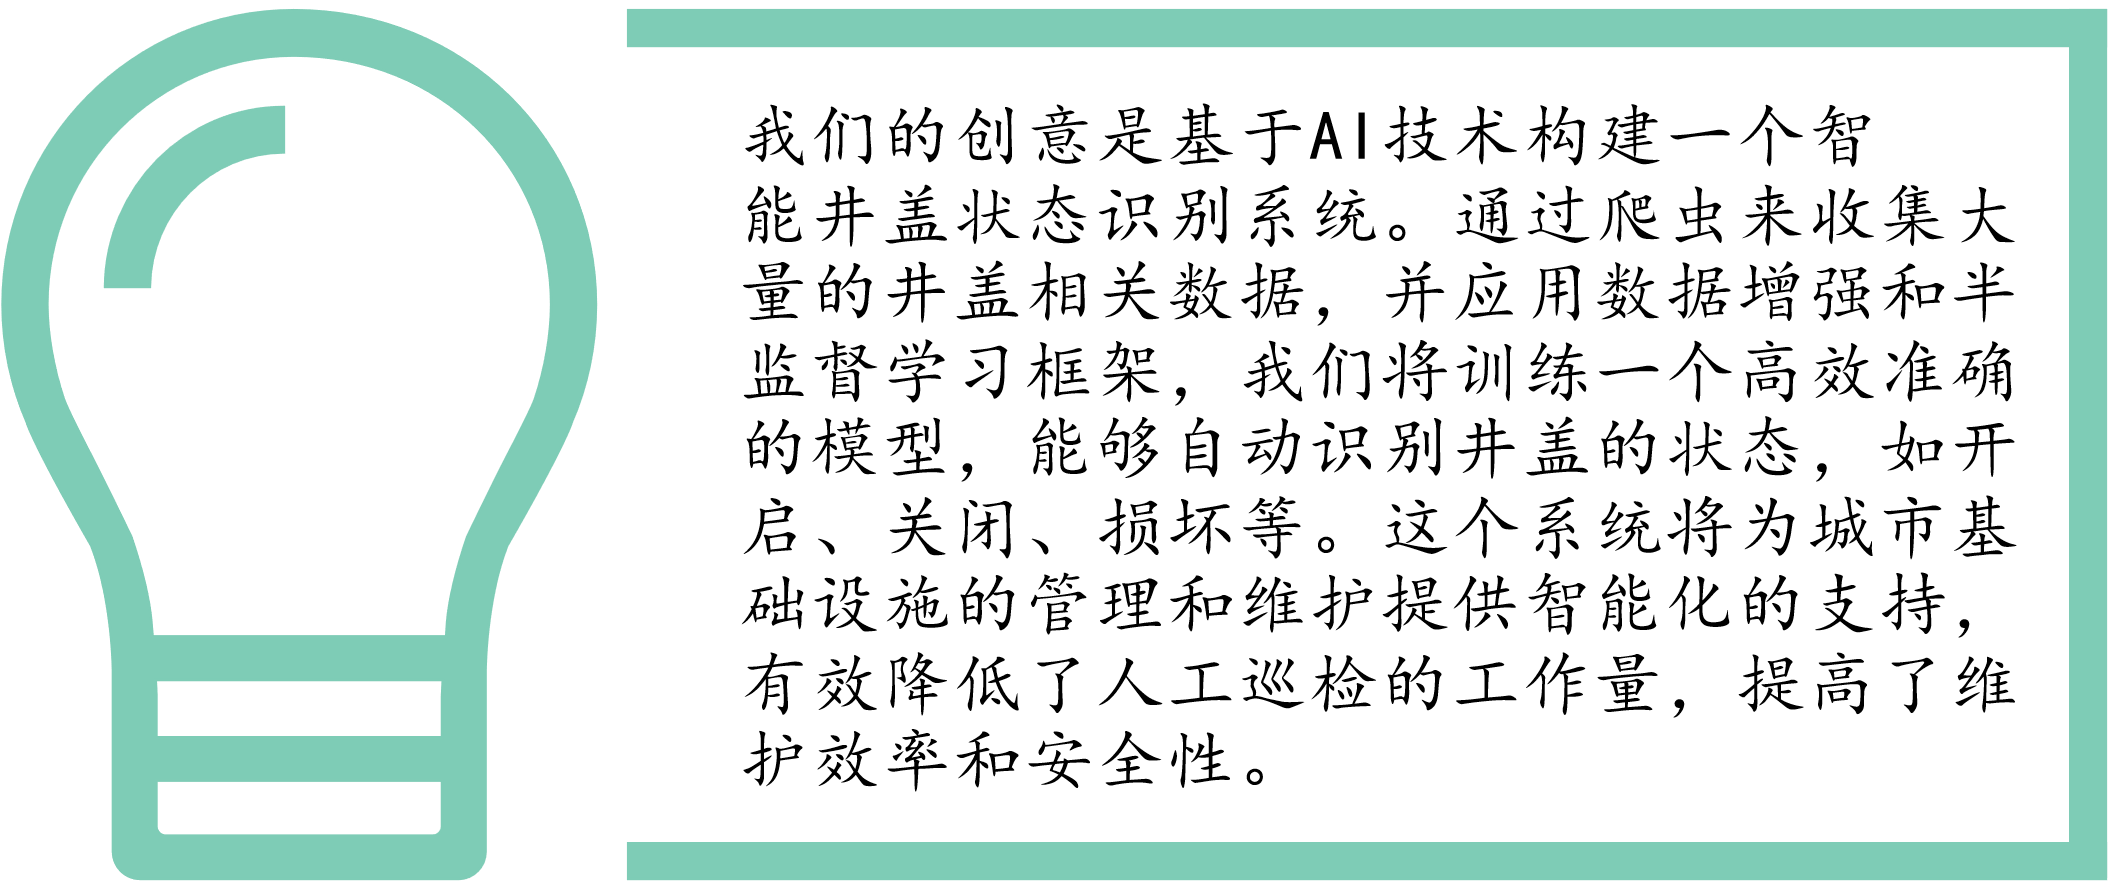 我们的创意是基于AI技术构建一个智
能井盖状态识别系统。通过爬虫来收集大
量的井盖相关数据，并应用数据增强和半
监督学习框架，我们将训练一个高效准确
的模型，能够自动识别井盖的状态，如开
启、关闭、损坏等。这个系统将为城市基
础设施的管理和维护提供智能化的支持，
有效降低了人工巡检的工作量，提高了维
护效率和安全性。